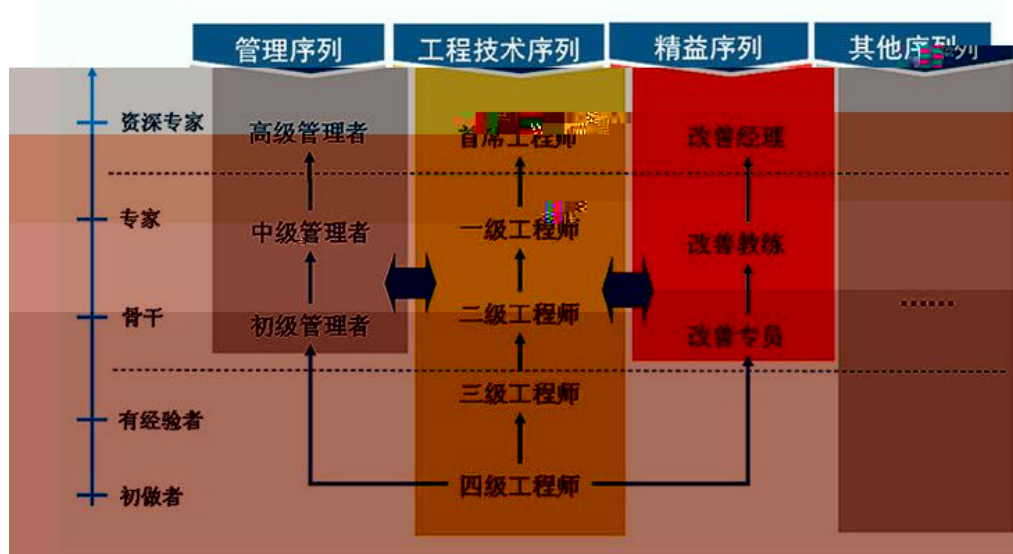 管理序列
工程技术序列
精益序列
其他序列
资深专家
高级管理者
首席工程师
改善经理
专家
中级管理者
一级工程师
改善教练
骨干
初级管理者
二级工程师
改善专员
……
有经验者
三级工程师
初做者
四级工程师